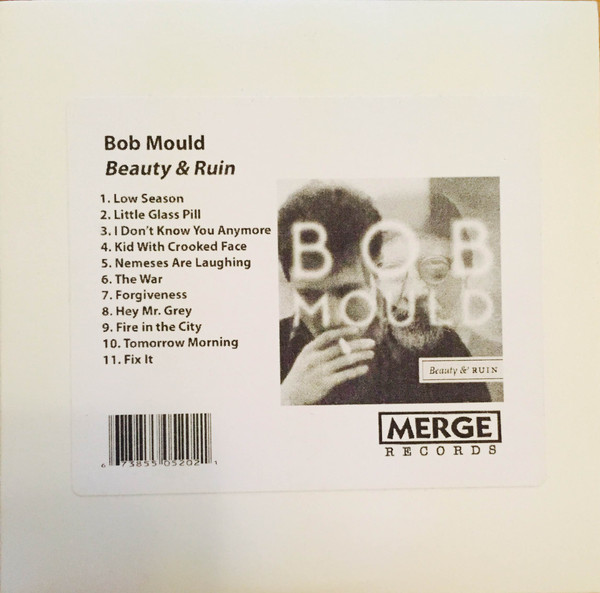 Bob Mould
Beauty & Ruin
1. Low Season
2. Little Glass Pill
3. I Don't Know You Anymore
4. Kid With Crooked Face
5. Nemeses Are Laughing
6. The War
7. Forgiveness
8. Hey Mr. Grey
9. Fire in the City
10. Tomorrow Morning
11. Fix It
BOB
MOULD
Beauty & RUIN
MERGE
RECORDS
6 73855 05202 1